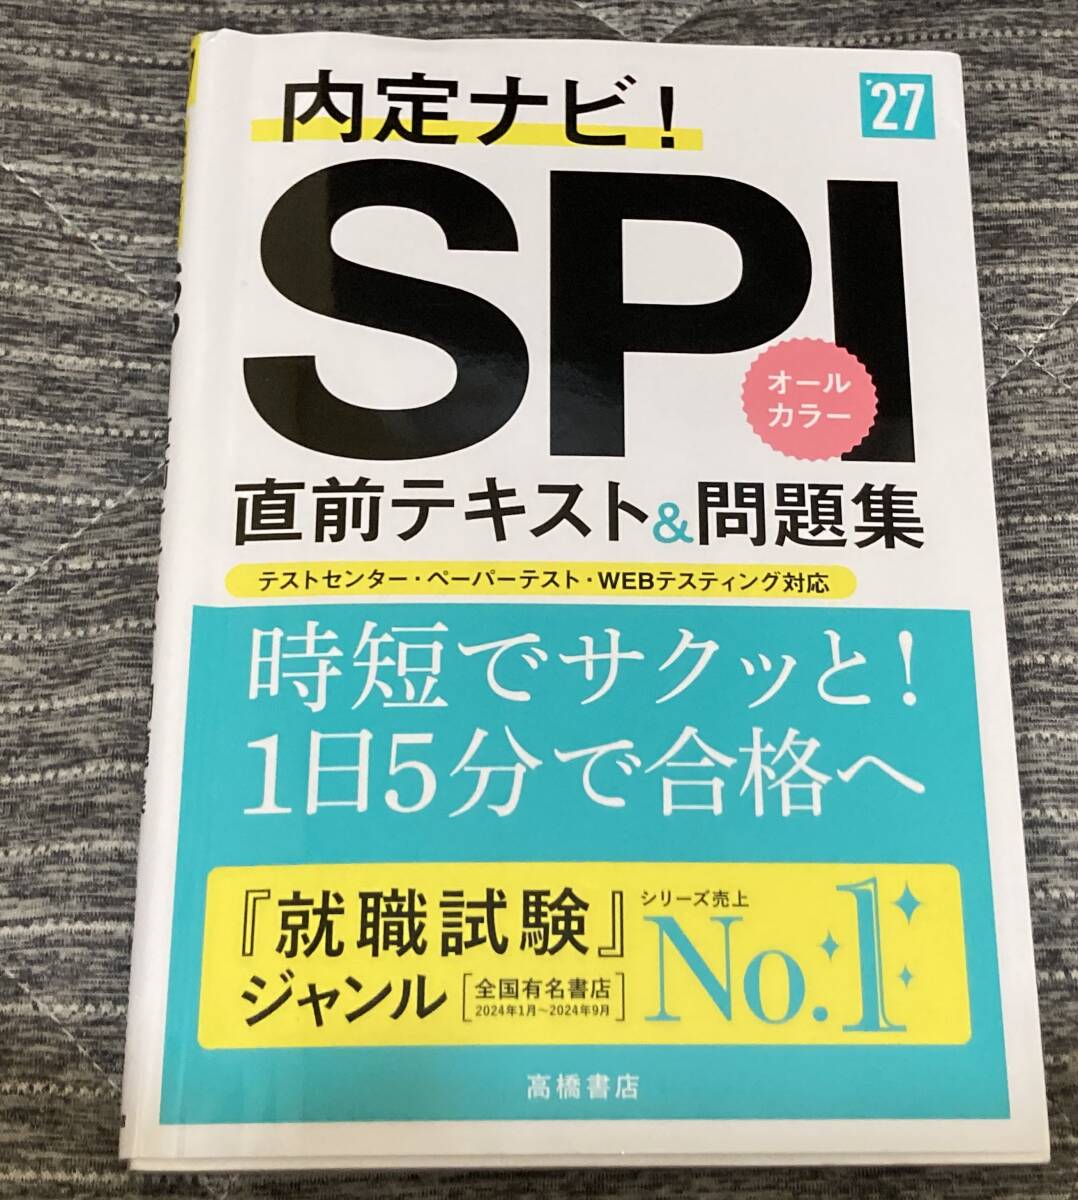 内定ナビ!
'27
SPI
オール
カラー
直前テキスト&問題集
テストセンター・ペーパーテスト・WEBテスティング対応
時短でサクッと!
1日5分で合格へ
『就職試験』
ジャンル
全国有名書店
2024年1月〜2024年9月
シリーズ売上
No.1
高橋書店